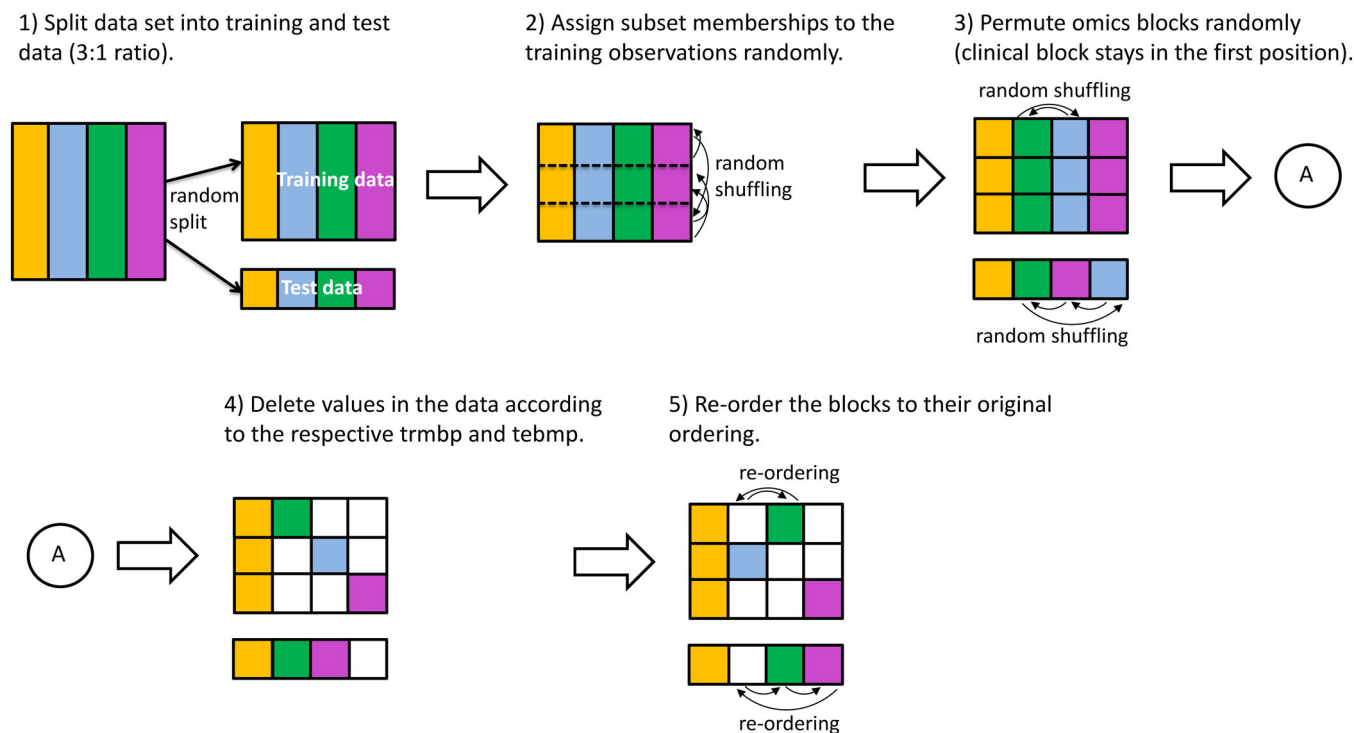 1) Split data set into training and test
data (3:1 ratio).
2) Assign subset memberships to the
training observations randomly.
3) Permute omics blocks randomly
(clinical block stays in the first position).
random
split
Training data
Test data
random
shuffling
random shuffling
random shuffling
A
4) Delete values in the data according
to the respective trmbp and tebmp.
5) Re-order the blocks to their original
ordering.
A
re-ordering
re-ordering